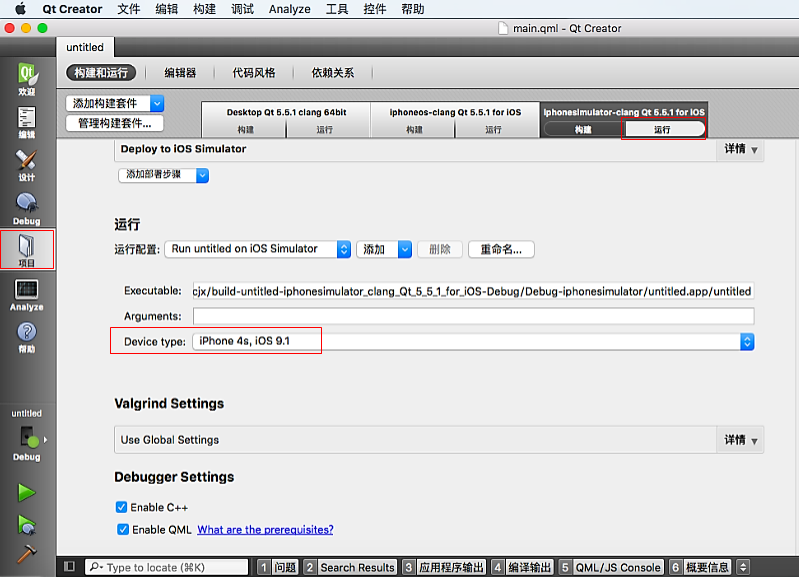 Qt Creator 文件 编辑 构建 调试 Analyze 工具 控件 帮助
main.qml - Qt Creator
untitled
构建和运行 编辑器 代码风格 依赖关系
欢迎
编辑
设计
Debug
项目
Analyze
帮助
untitled
Debug
添加构建套件
管理构建套件...
Desktop Qt 5.5.1 clang 64bit
构建 运行
iphoneos-clang Qt 5.5.1 for iOS
构建 运行
iphonesimulator-clang Qt 5.5.1 for iOS
构建 运行
Deploy to iOS Simulator 详情
添加部署步骤
运行
运行配置: Run untitled on iOS Simulator 添加 删除 重命名...
Executable: cjx/build-untitled-iphonesimulator_clang_Qt_5_5_1_for_iOS-Debug/Debug-iphonesimulator/untitled.app/untitled
Arguments:
Device type: iPhone 4s, iOS 9.1
Valgrind Settings
Use Global Settings 详情
Debugger Settings
Enable C++
Enable QML What are the prerequisites?
Type to locate (⌘K) 1 问题 2 Search Results 3 应用程序输出 4 编译输出 5 QML/JS Console 6 概要信息